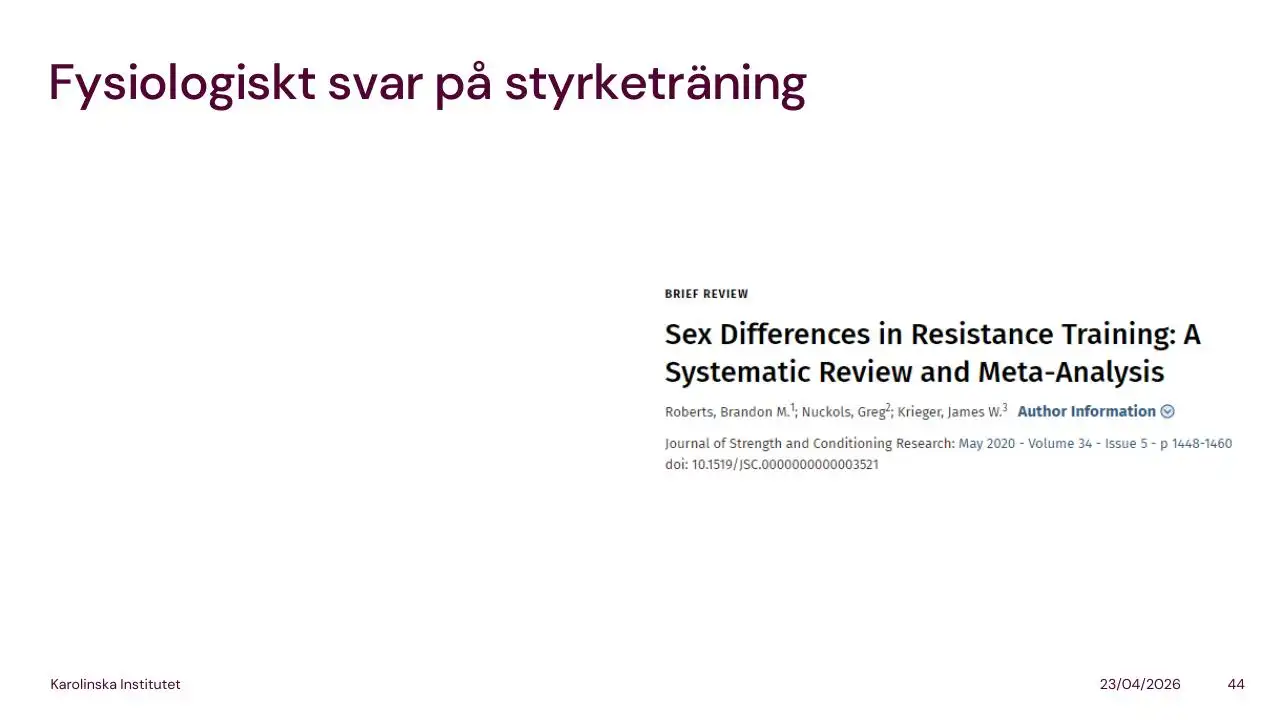 Fysiologiskt svar på styrketräning
BRIEF REVIEW
Sex Differences in Resistance Training: A
Systematic Review and Meta-Analysis
Roberts, Brandon M.1; Nuckols, Greg2; Krieger, James W.3 Author Information
Journal of Strength and Conditioning Research: May 2020 - Volume 34 - Issue 5 - p 1448-1460
doi: 10.1519/JSC.0000000000003521
Karolinska Institutet
23/04/2026
44